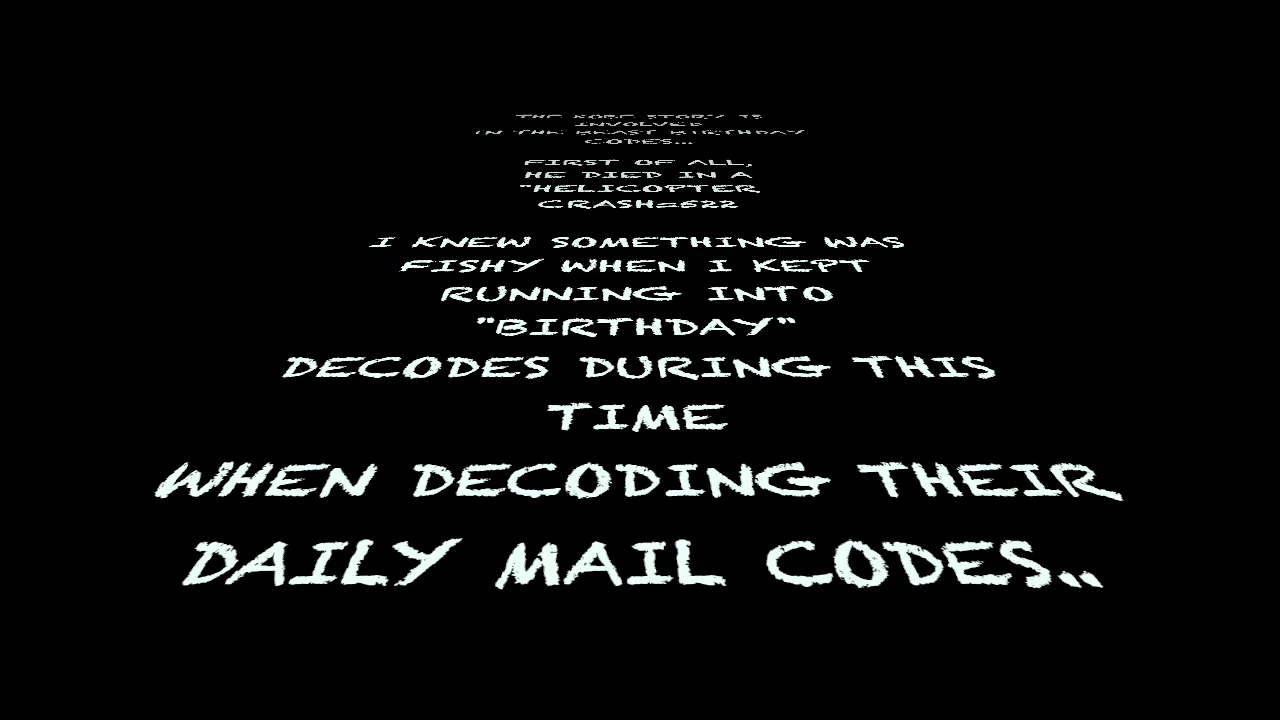 THE KOBE STORY IS
INVOLVED
IN THE BEAST BIRTHDAY
CODES...
FIRST OF ALL,
HE DIED IN A
"HELICOPTER
CRASH=622
I KNEW SOMETHING WAS
FISHY WHEN I KEPT
RUNNING INTO
"BIRTHDAY"
DECODES DURING THIS
TIME
WHEN DECODING THEIR
DAILY MAIL CODES..